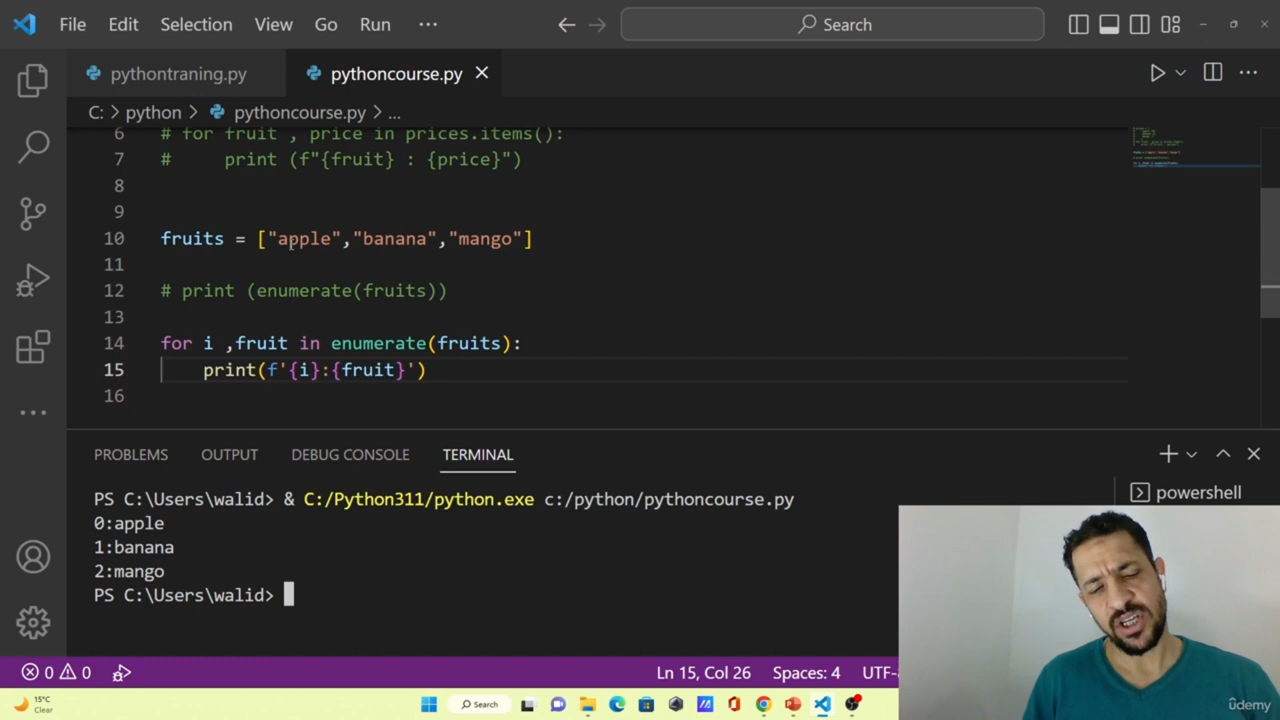 File Edit Selection View Go Run ... Search
pythontraning.py pythoncourse.py
C: > python > pythoncourse.py > ...
6 # for fruit , price in prices.items():
7 #     print (f"{fruit} : {price}")
8
9
10 fruits = ["apple","banana","mango"]
11
12 # print (enumerate(fruits))
13
14 for i ,fruit in enumerate(fruits):
15     print(f'{i}:{fruit}')
16
PROBLEMS OUTPUT DEBUG CONSOLE TERMINAL
powershell
PS C:\Users\walid> & C:/Python311/python.exe c:/python/pythoncourse.py
0:apple
1:banana
2:mango
PS C:\Users\walid>
0 0 Ln 15, Col 26 Spaces: 4 UTF-
15°C
Clear
Search
ûdemy